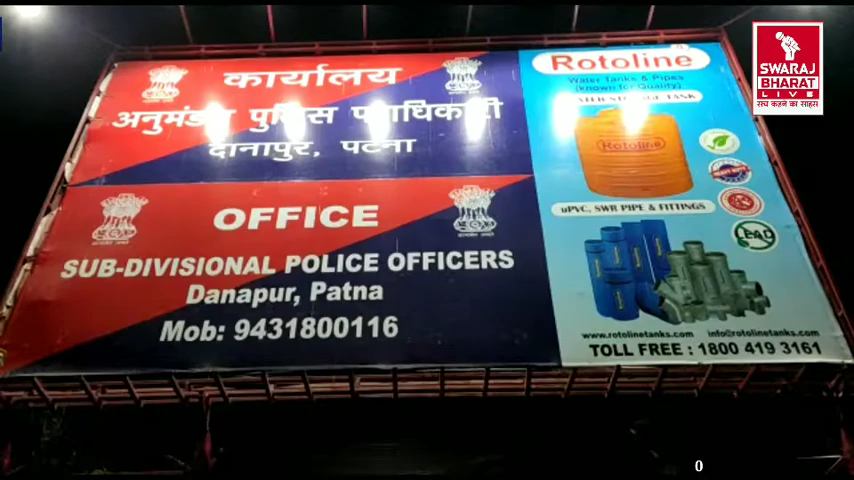 कार्यालय
अनुमंडल पुलिस पदाधिकारी
दानापुर, पटना
OFFICE
SUB-DIVISIONAL POLICE OFFICERS
Danapur, Patna
Mob: 9431800116
Rotoline
Water Tanks & Pipes
(known for Quality)
Rotoline
uPVC, SWR PIPE & FITTINGS
LEAD
www.rotolinetanks.com info@rotolinetanks.com
TOLL FREE : 1800 419 3161
SWARAJ
BHARAT
LIVE
सच कहने का साहस
0